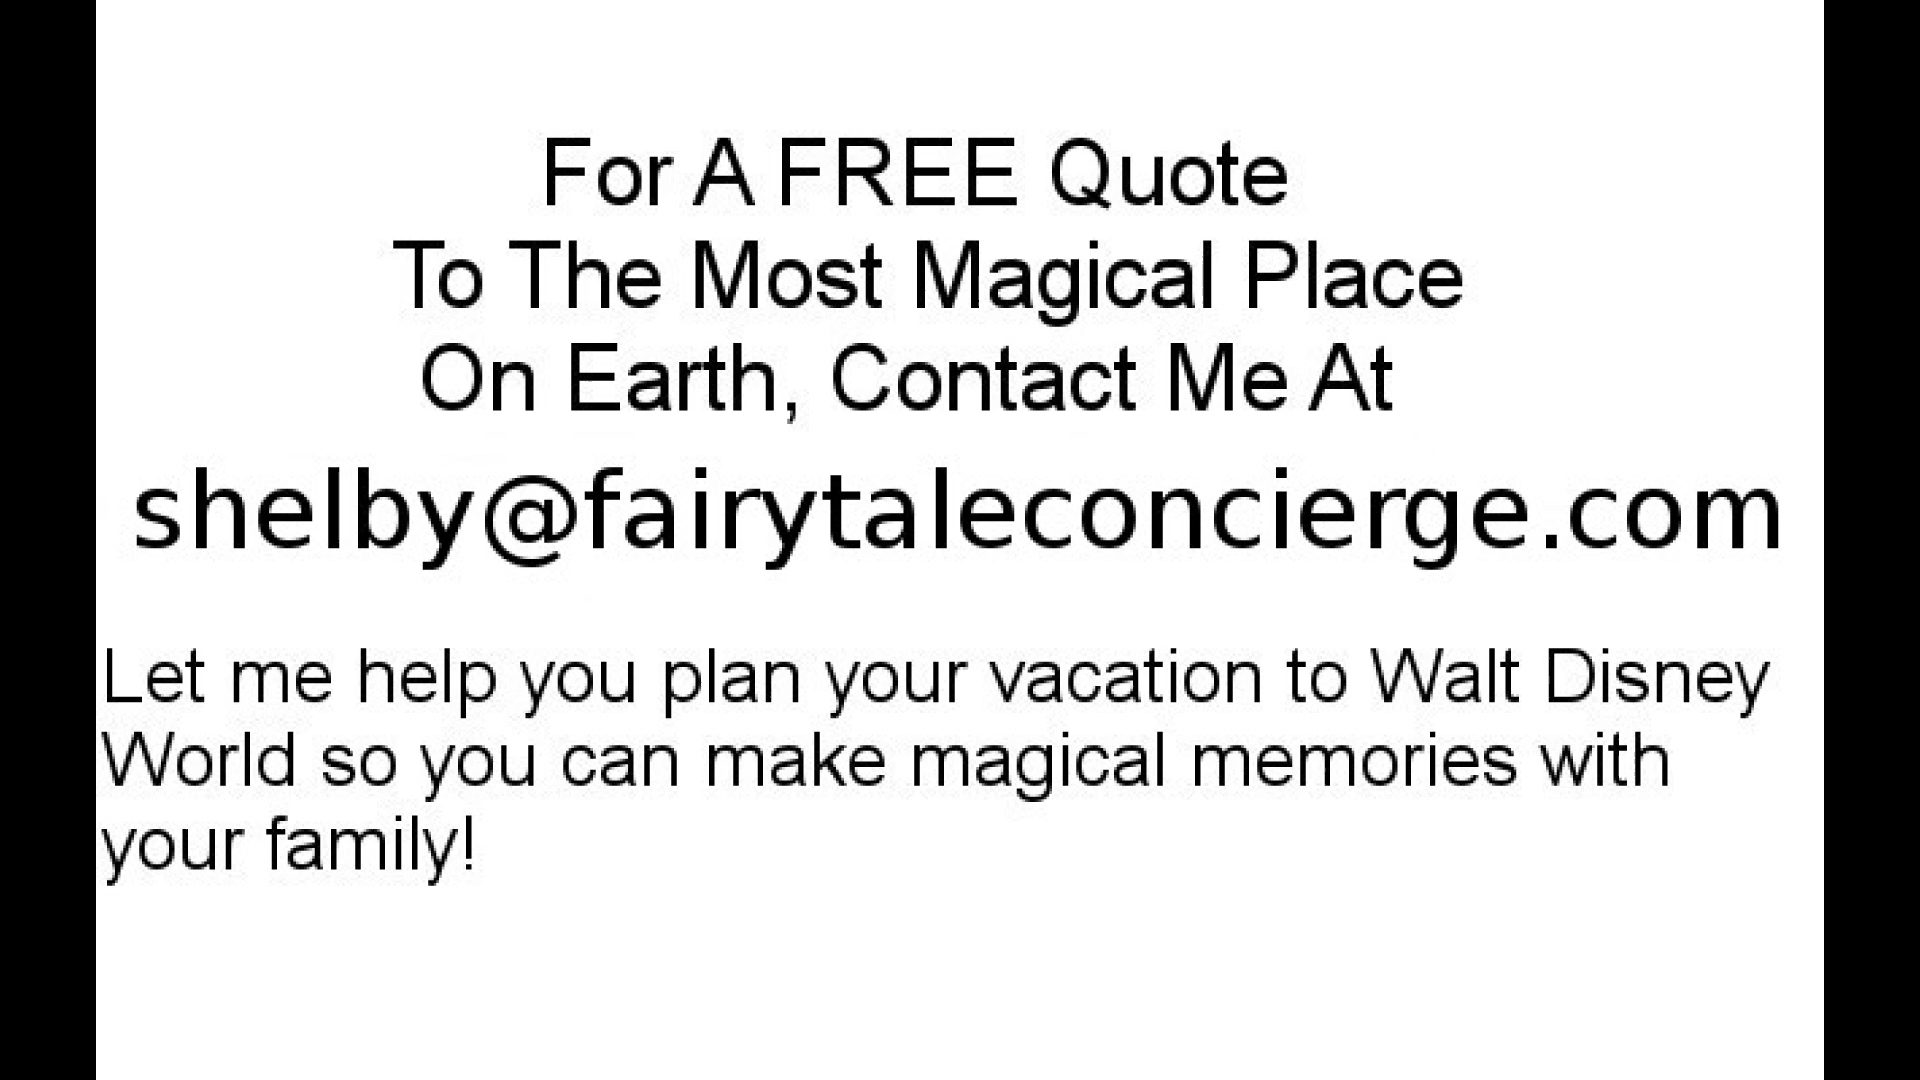 For A FREE Quote
To The Most Magical Place
On Earth, Contact Me At
shelby@fairytaleconcierge.com
Let me help you plan your vacation to Walt Disney
World so you can make magical memories with
your family!